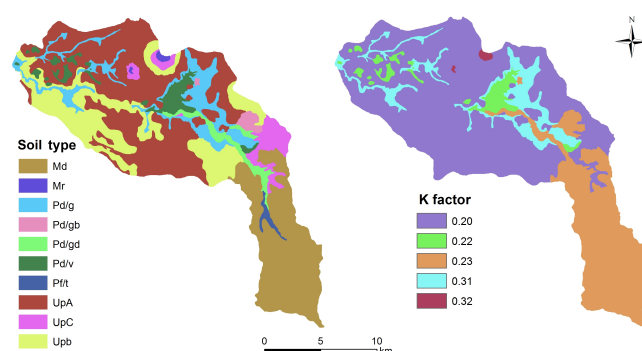 N
Soil type
Md
Mr
Pd/g
Pd/gb
Pd/gd
Pd/v
Pf/t
UpA
UpC
Upb
K factor
0.20
0.22
0.23
0.31
0.32
0 5 10
km